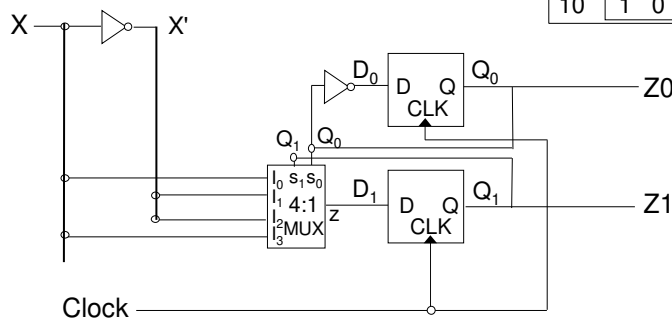 10 1 0
X X'
D₀ Q₀ Z0
D Q
CLK
Q₁ Q₀
I₀ s₁ s₀
I₁ 4:1
I₂ MUX z
I₃
D₁ Q₁ Z1
D Q
CLK
Clock